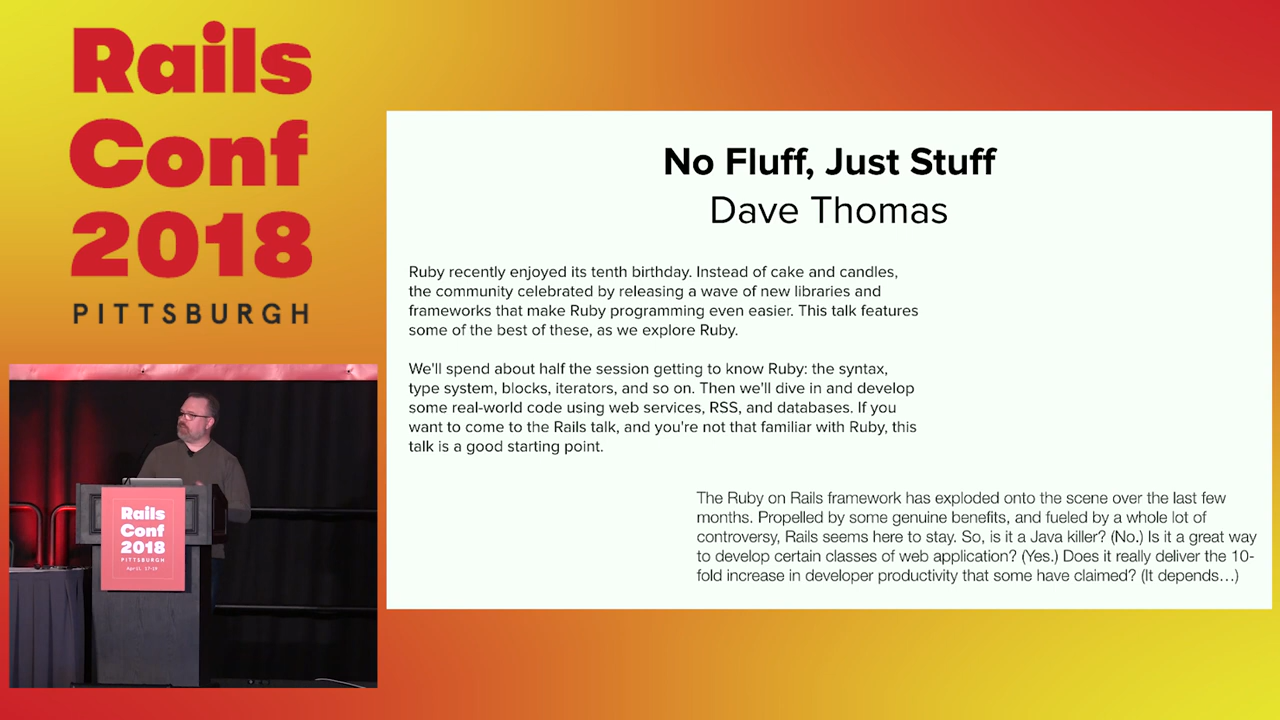 Rails
Conf
2018
PITTSBURGH
No Fluff, Just Stuff
Dave Thomas
Ruby recently enjoyed its tenth birthday. Instead of cake and candles,
the community celebrated by releasing a wave of new libraries and
frameworks that make Ruby programming even easier. This talk features
some of the best of these, as we explore Ruby.
We'll spend about half the session getting to know Ruby: the syntax,
type system, blocks, iterators, and so on. Then we'll dive in and develop
some real-world code using web services, RSS, and databases. If you
want to come to the Rails talk, and you're not that familiar with Ruby, this
talk is a good starting point.
The Ruby on Rails framework has exploded onto the scene over the last few
months. Propelled by some genuine benefits, and fueled by a whole lot of
controversy, Rails seems here to stay. So, is it a Java killer? (No.) Is it a great way
to develop certain classes of web application? (Yes.) Does it really deliver the 10-
fold increase in developer productivity that some have claimed? (It depends…)
Rails
Conf
2018
PITTSBURGH
April 17-19